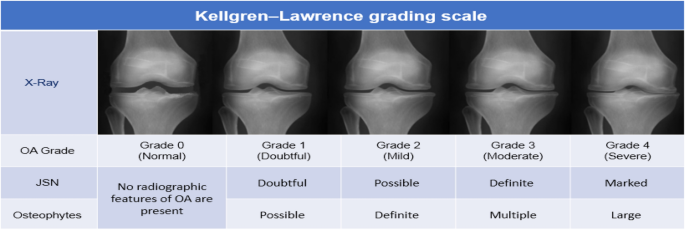 Kellgren–Lawrence grading scale
X-Ray
OA Grade
Grade 0
(Normal)
Grade 1
(Doubtful)
Grade 2
(Mild)
Grade 3
(Moderate)
Grade 4
(Severe)
JSN
No radiographic
features of OA are
present
Doubtful
Possible
Definite
Marked
Osteophytes
Possible
Definite
Multiple
Large